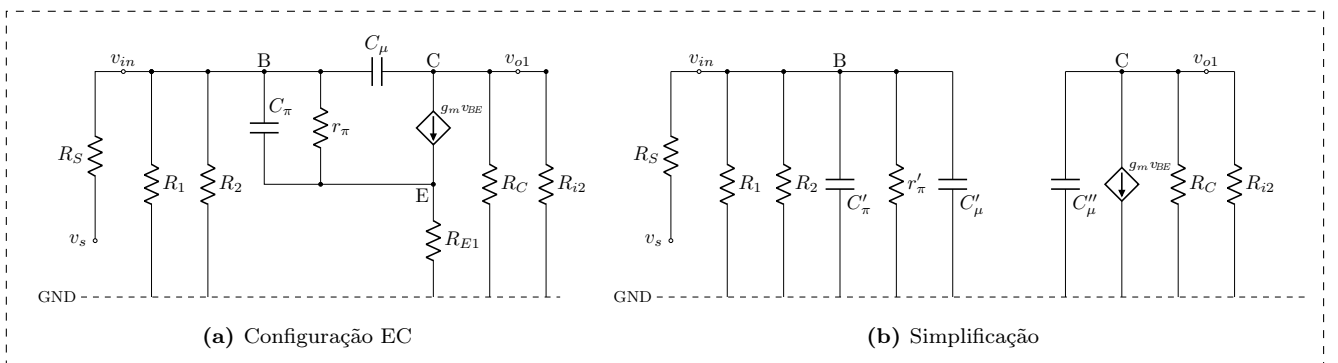 C_μ
v_in B C v_o1 v_in B C v_o1
C_π g_m v_BE
r_π
R_S R_1 R_2 R_C R_i2 R_S R_1 R_2 C'_π r'_π C'_μ C''_μ g_m v_BE R_C R_i2
E
v_s R_E1 v_s
GND GND
(a) Configuração EC (b) Simplificação